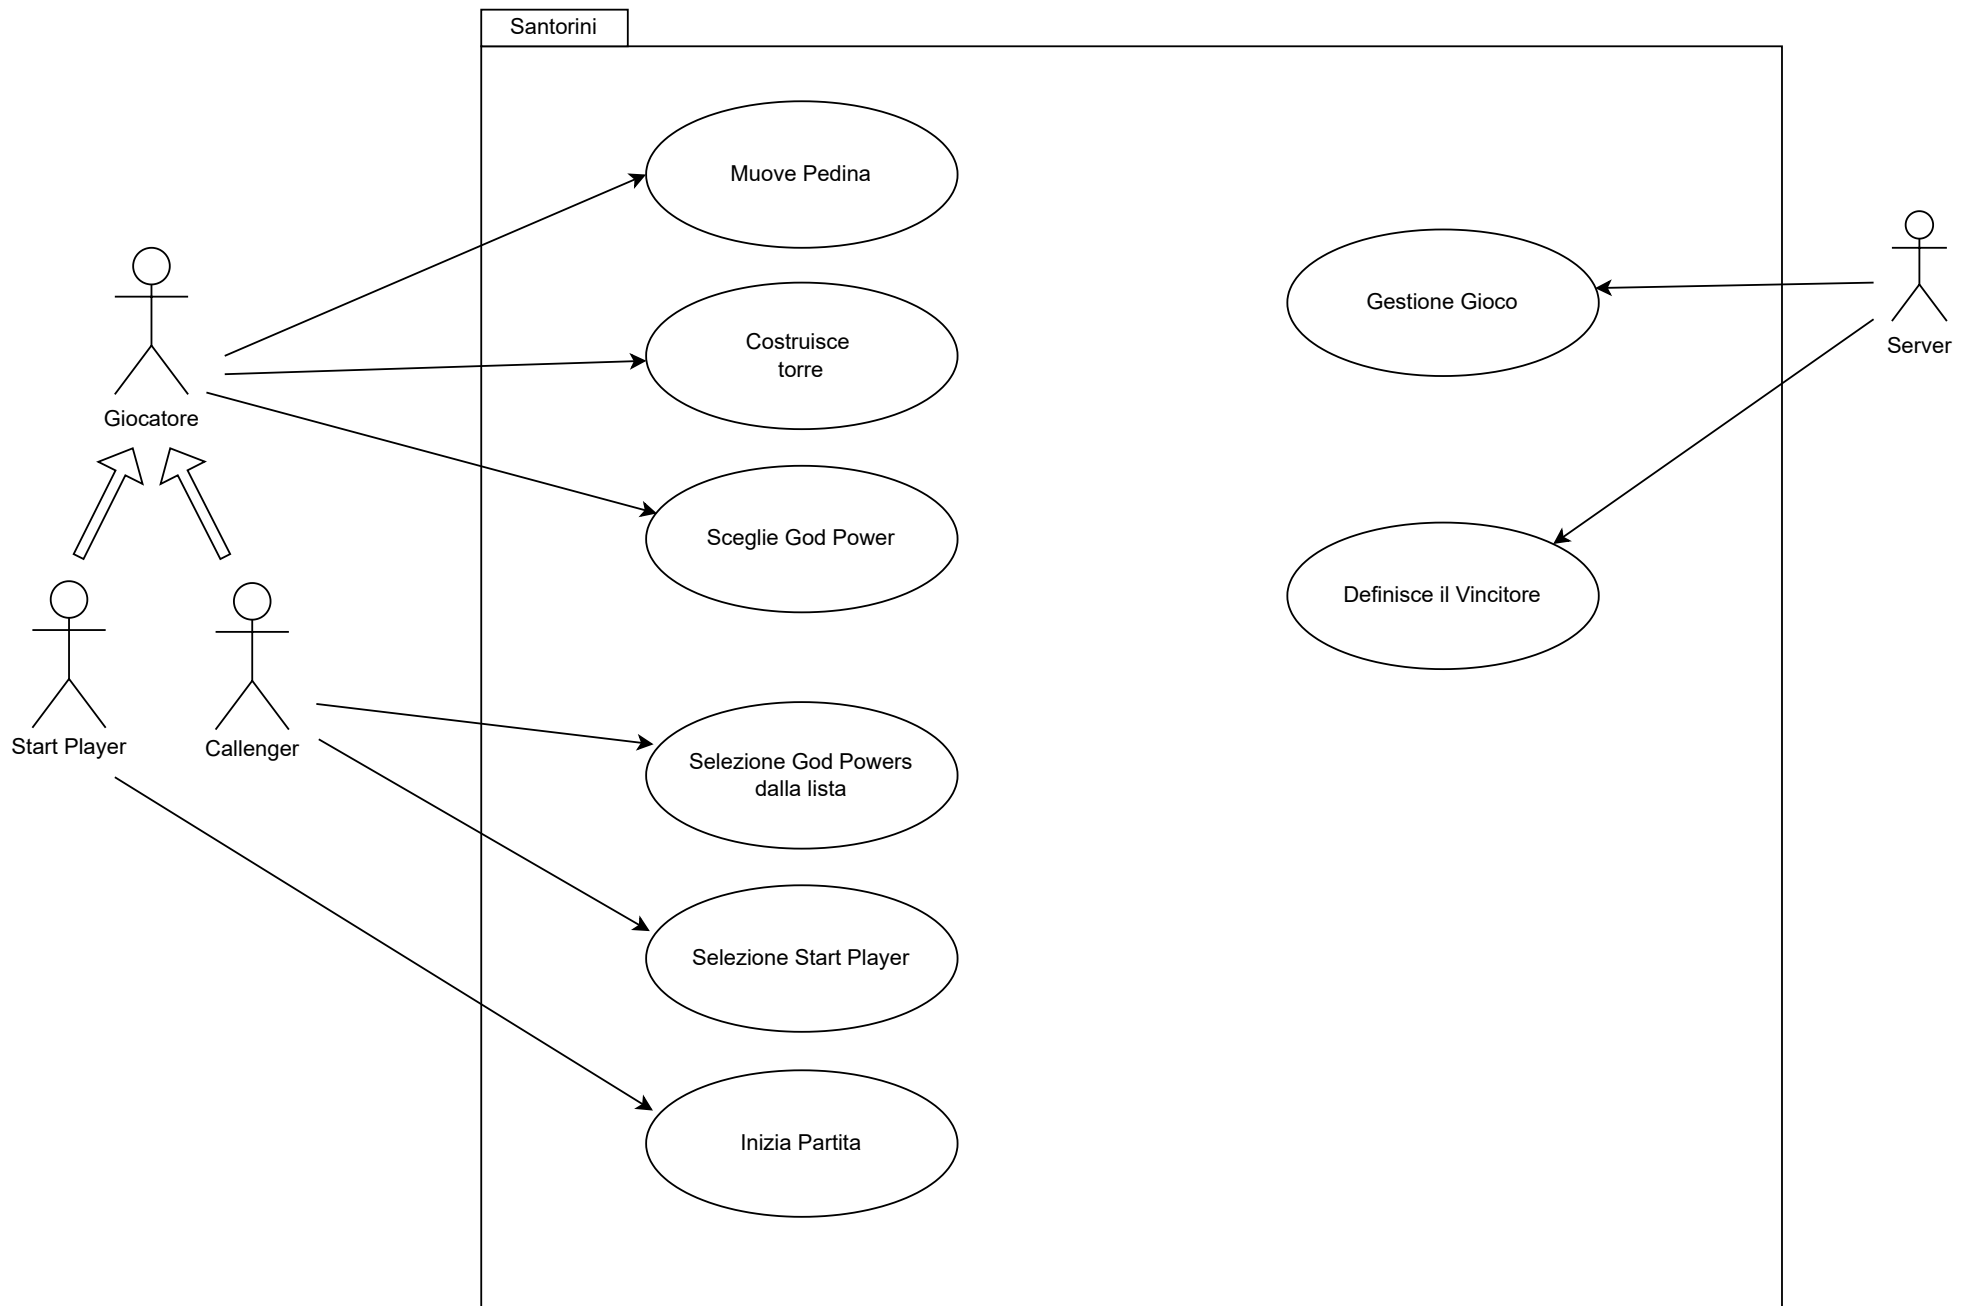 Santorini
Muove Pedina
Gestione Gioco
Server
Costruisce
torre
Giocatore
Sceglie God Power
Definisce il Vincitore
Start Player
Callenger
Selezione God Powers
dalla lista
Selezione Start Player
Inizia Partita